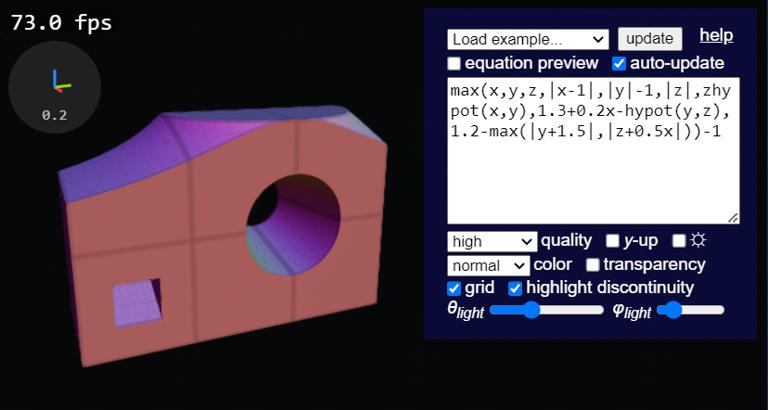 73.0 fps
0.2
Load example... update help
equation preview auto-update
max(x,y,z,|x-1|,|y|-1,|z|,zhy
pot(x,y),1.3+0.2x-hypot(y,z),
1.2-max(|y+1.5|,|z+0.5x|))-1
high quality y-up
normal color transparency
grid highlight discontinuity
θlight φlight